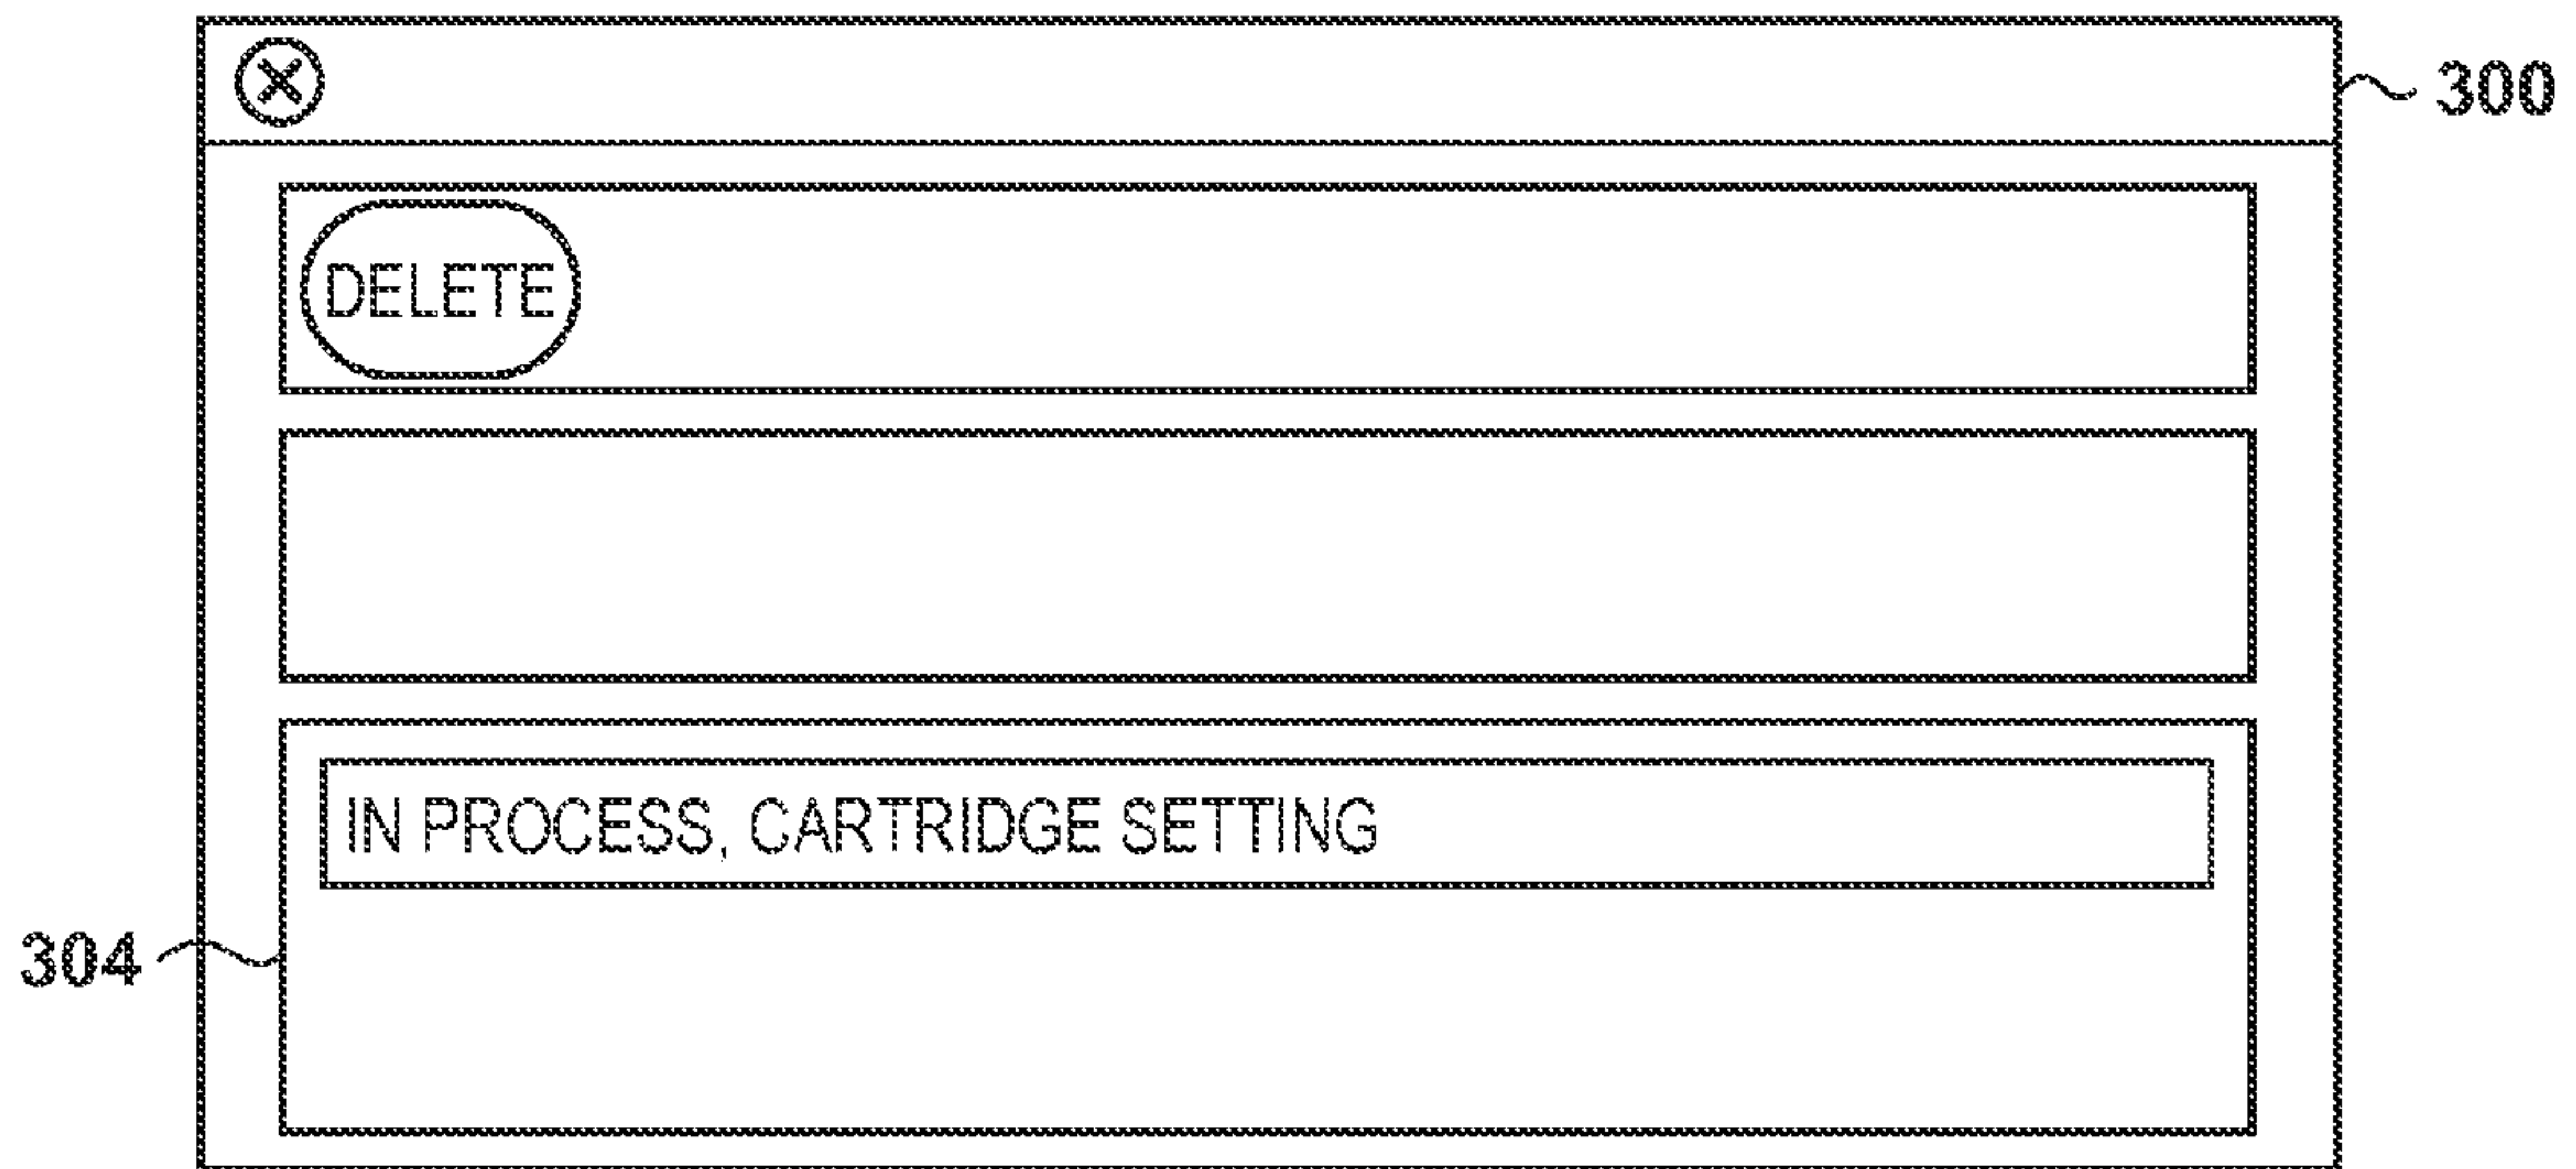 300
DELETE
IN PROCESS, CARTRIDGE SETTING
304